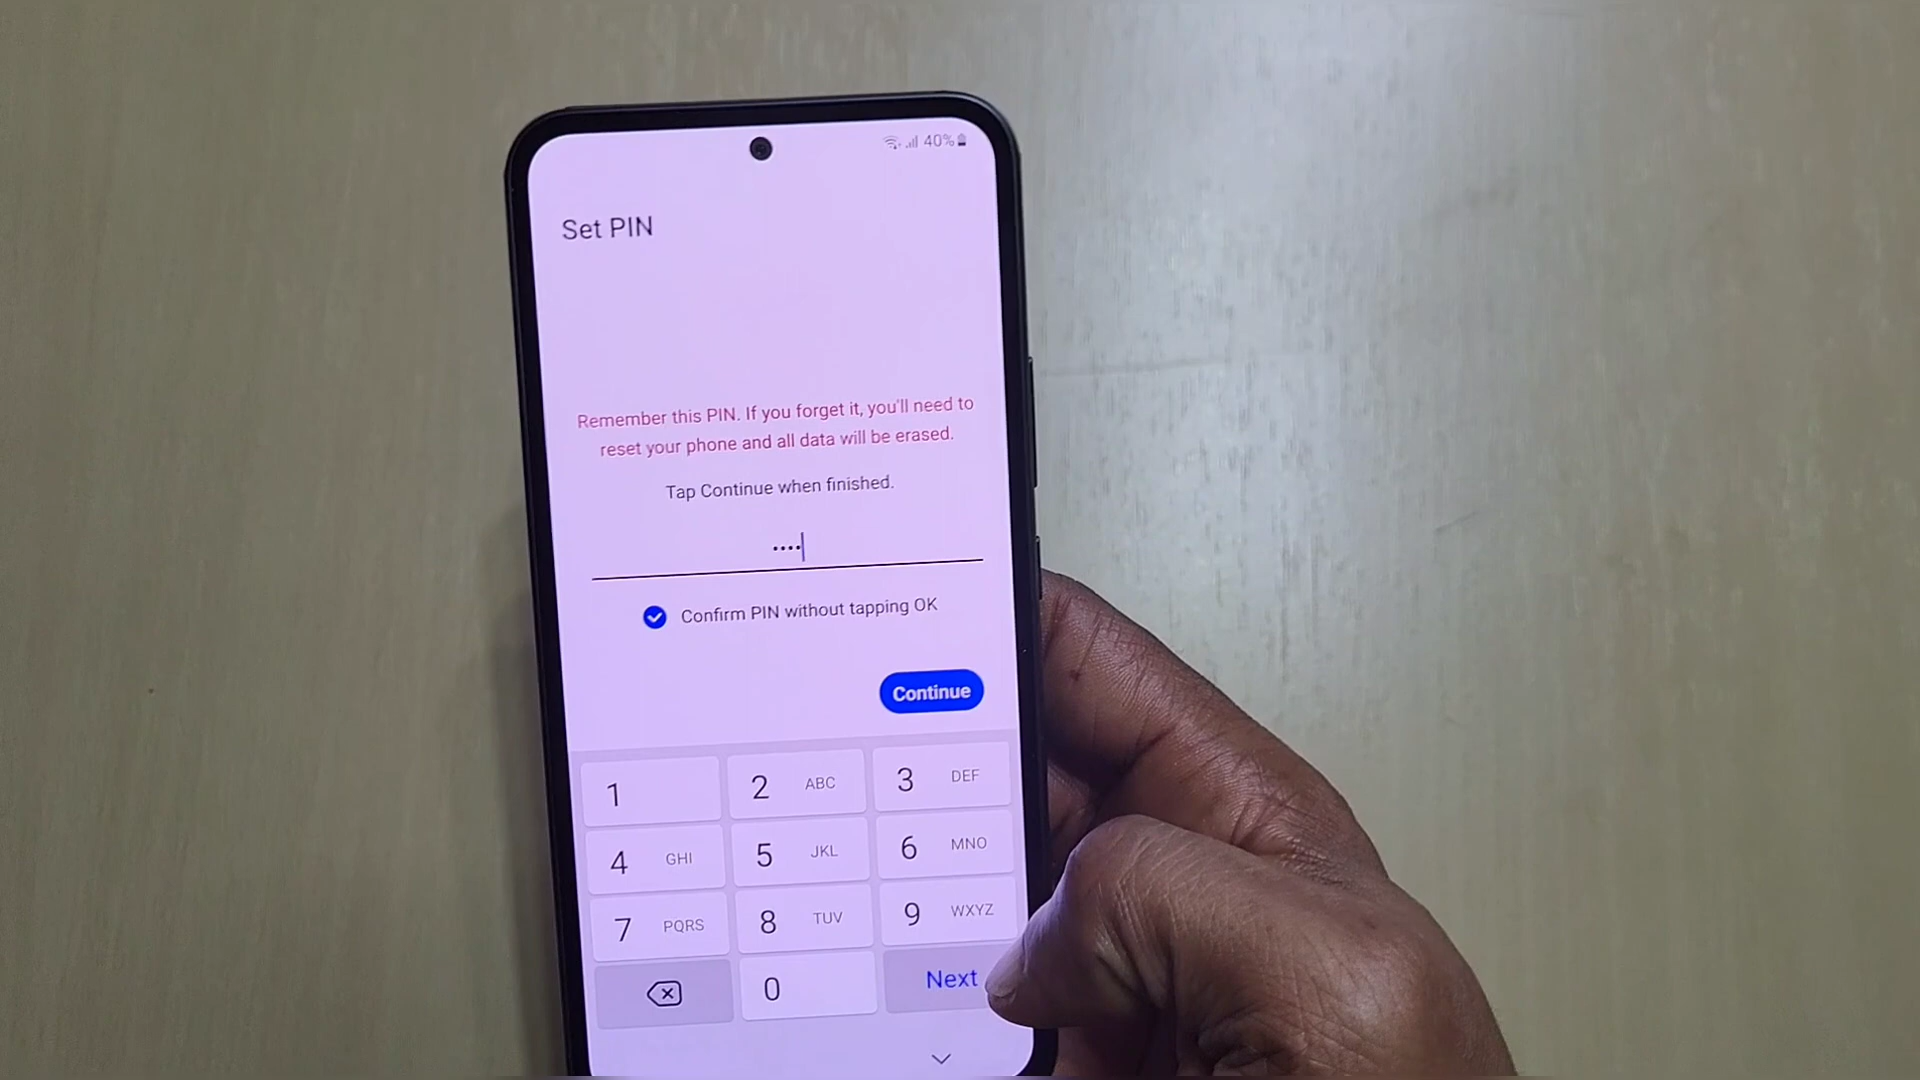 40%
Set PIN
Remember this PIN. If you forget it, you'll need to
reset your phone and all data will be erased.
Tap Continue when finished.
••••
Confirm PIN without tapping OK
Continue
1
2 ABC
3 DEF
4 GHI
5 JKL
6 MNO
7 PQRS
8 TUV
9 WXYZ
0
Next